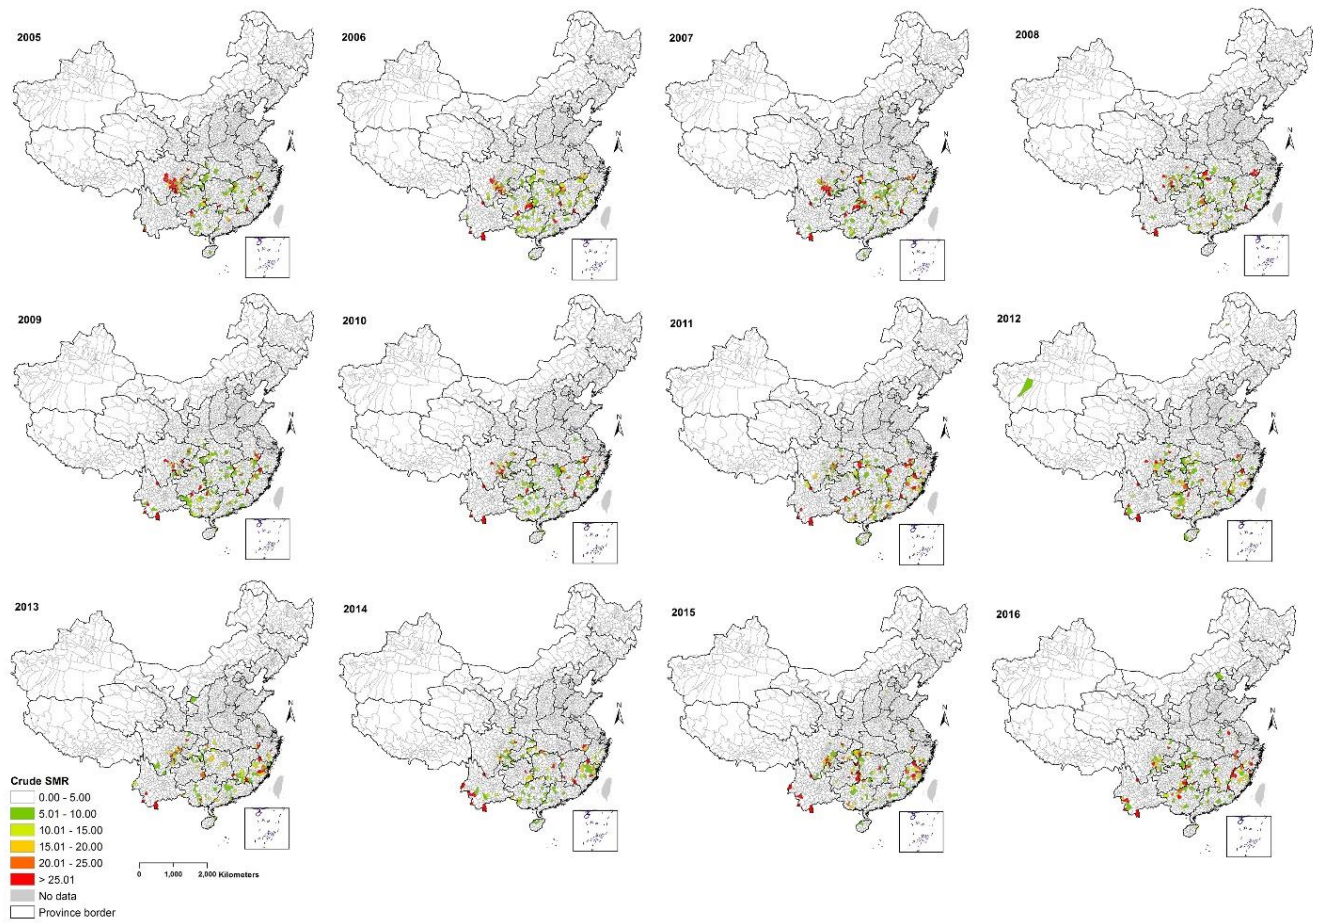 2005
2006
2007
2008
N
N
N
N
2009
2010
2011
2012
N
N
N
N
2013
2014
2015
2016
N
N
N
N
Crude SMR
0.00 - 5.00
5.01 - 10.00
10.01 - 15.00
15.01 - 20.00
20.01 - 25.00
> 25.01
No data
Province border
0 1,000 2,000 Kilometers